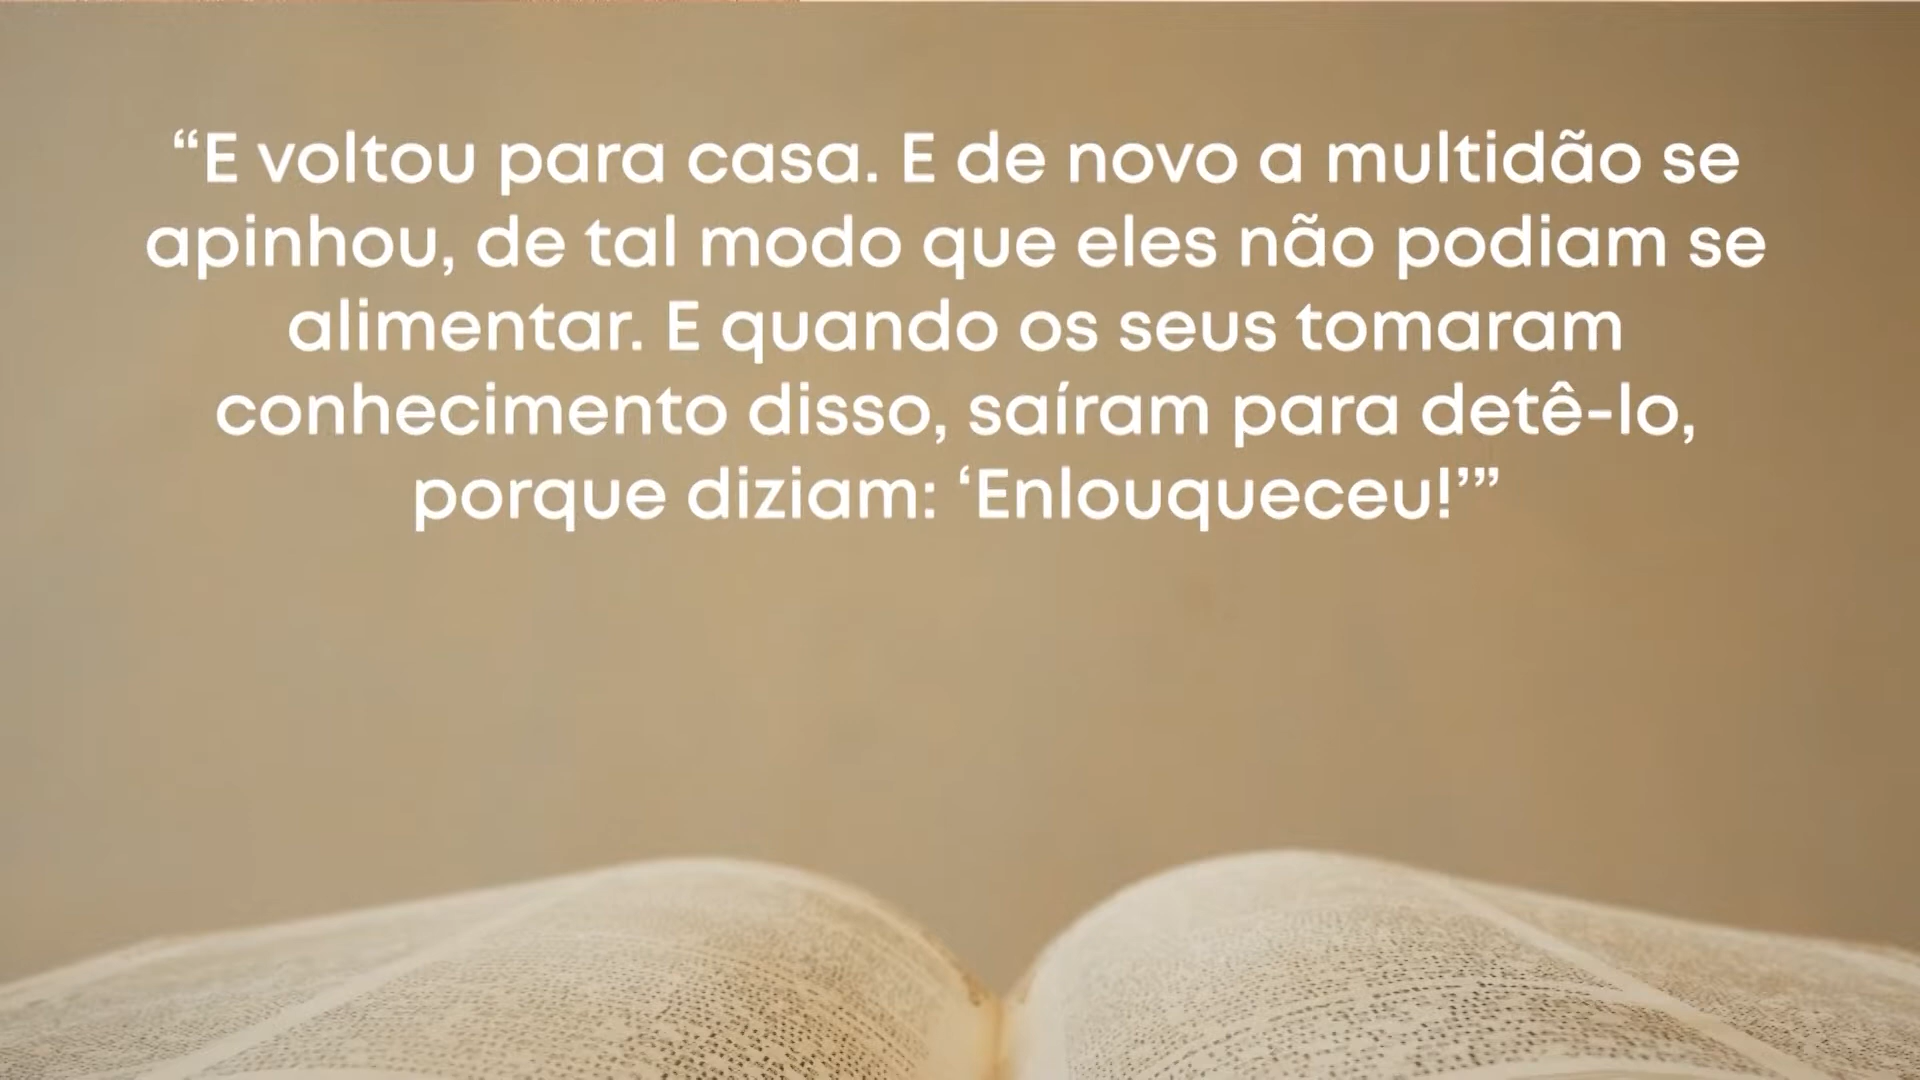 “E voltou para casa. E de novo a multidão se
apinhou, de tal modo que eles não podiam se
alimentar. E quando os seus tomaram
conhecimento disso, saíram para detê-lo,
porque diziam: ‘Enlouqueceu!’”